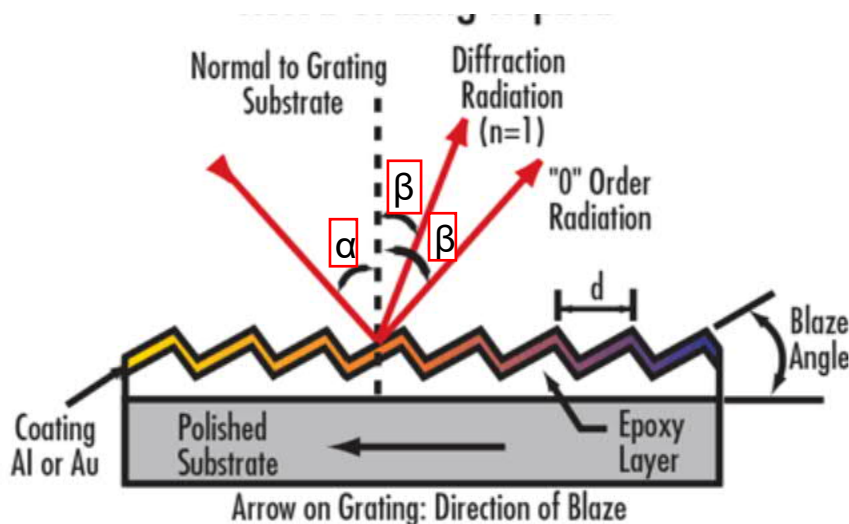 Normal to Grating
Substrate
Diffraction
Radiation
(n=1)
"0" Order
Radiation
β
α
β
d
Blaze
Angle
Coating
Al or Au
Polished
Substrate
Epoxy
Layer
Arrow on Grating: Direction of Blaze